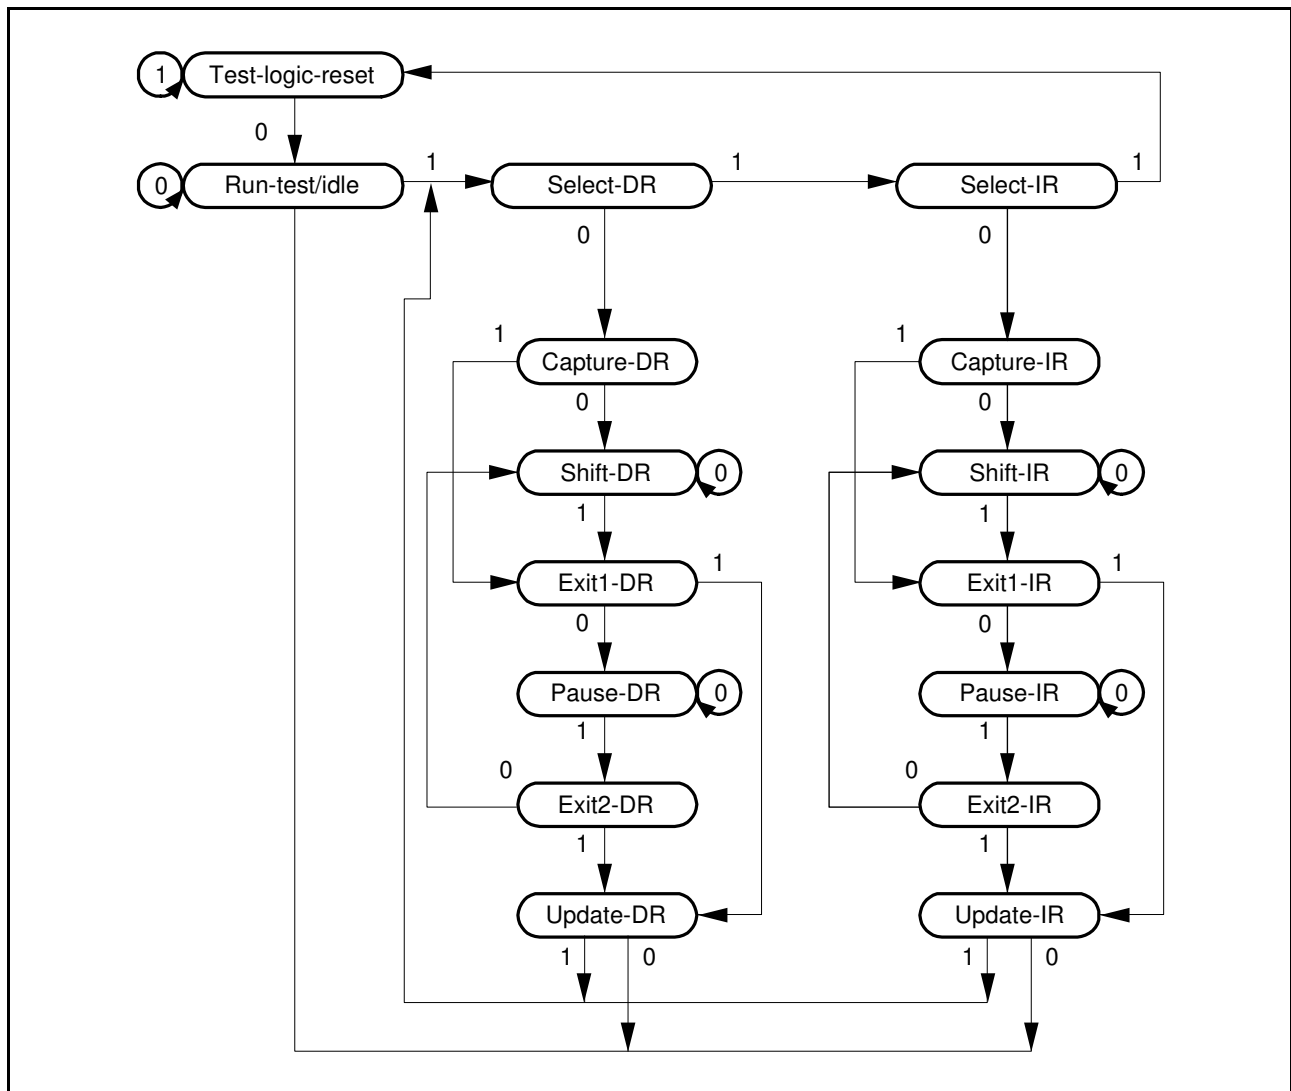 1 Test-logic-reset
0
0 Run-test/idle 1 Select-DR 1 Select-IR 1
0 0
1 1
Capture-DR Capture-IR
0 0
Shift-DR 0 Shift-IR 0
1 1
Exit1-DR 1 Exit1-IR 1
0 0
Pause-DR 0 Pause-IR 0
1 1
0 0
Exit2-DR Exit2-IR
1 1
Update-DR Update-IR
1 0 1 0